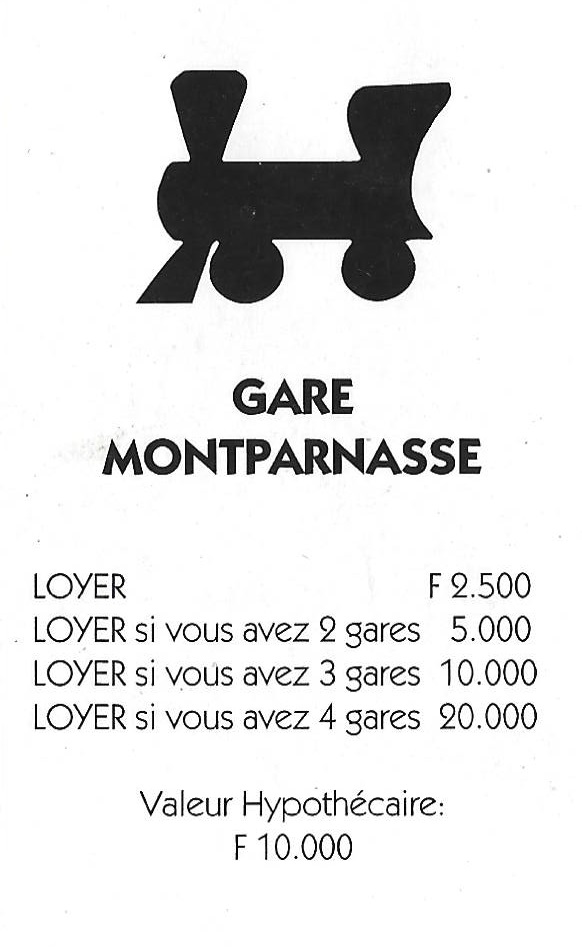 GARE
MONTPARNASSE
LOYER F 2.500
LOYER si vous avez 2 gares 5.000
LOYER si vous avez 3 gares 10.000
LOYER si vous avez 4 gares 20.000
Valeur Hypothécaire:
F 10.000